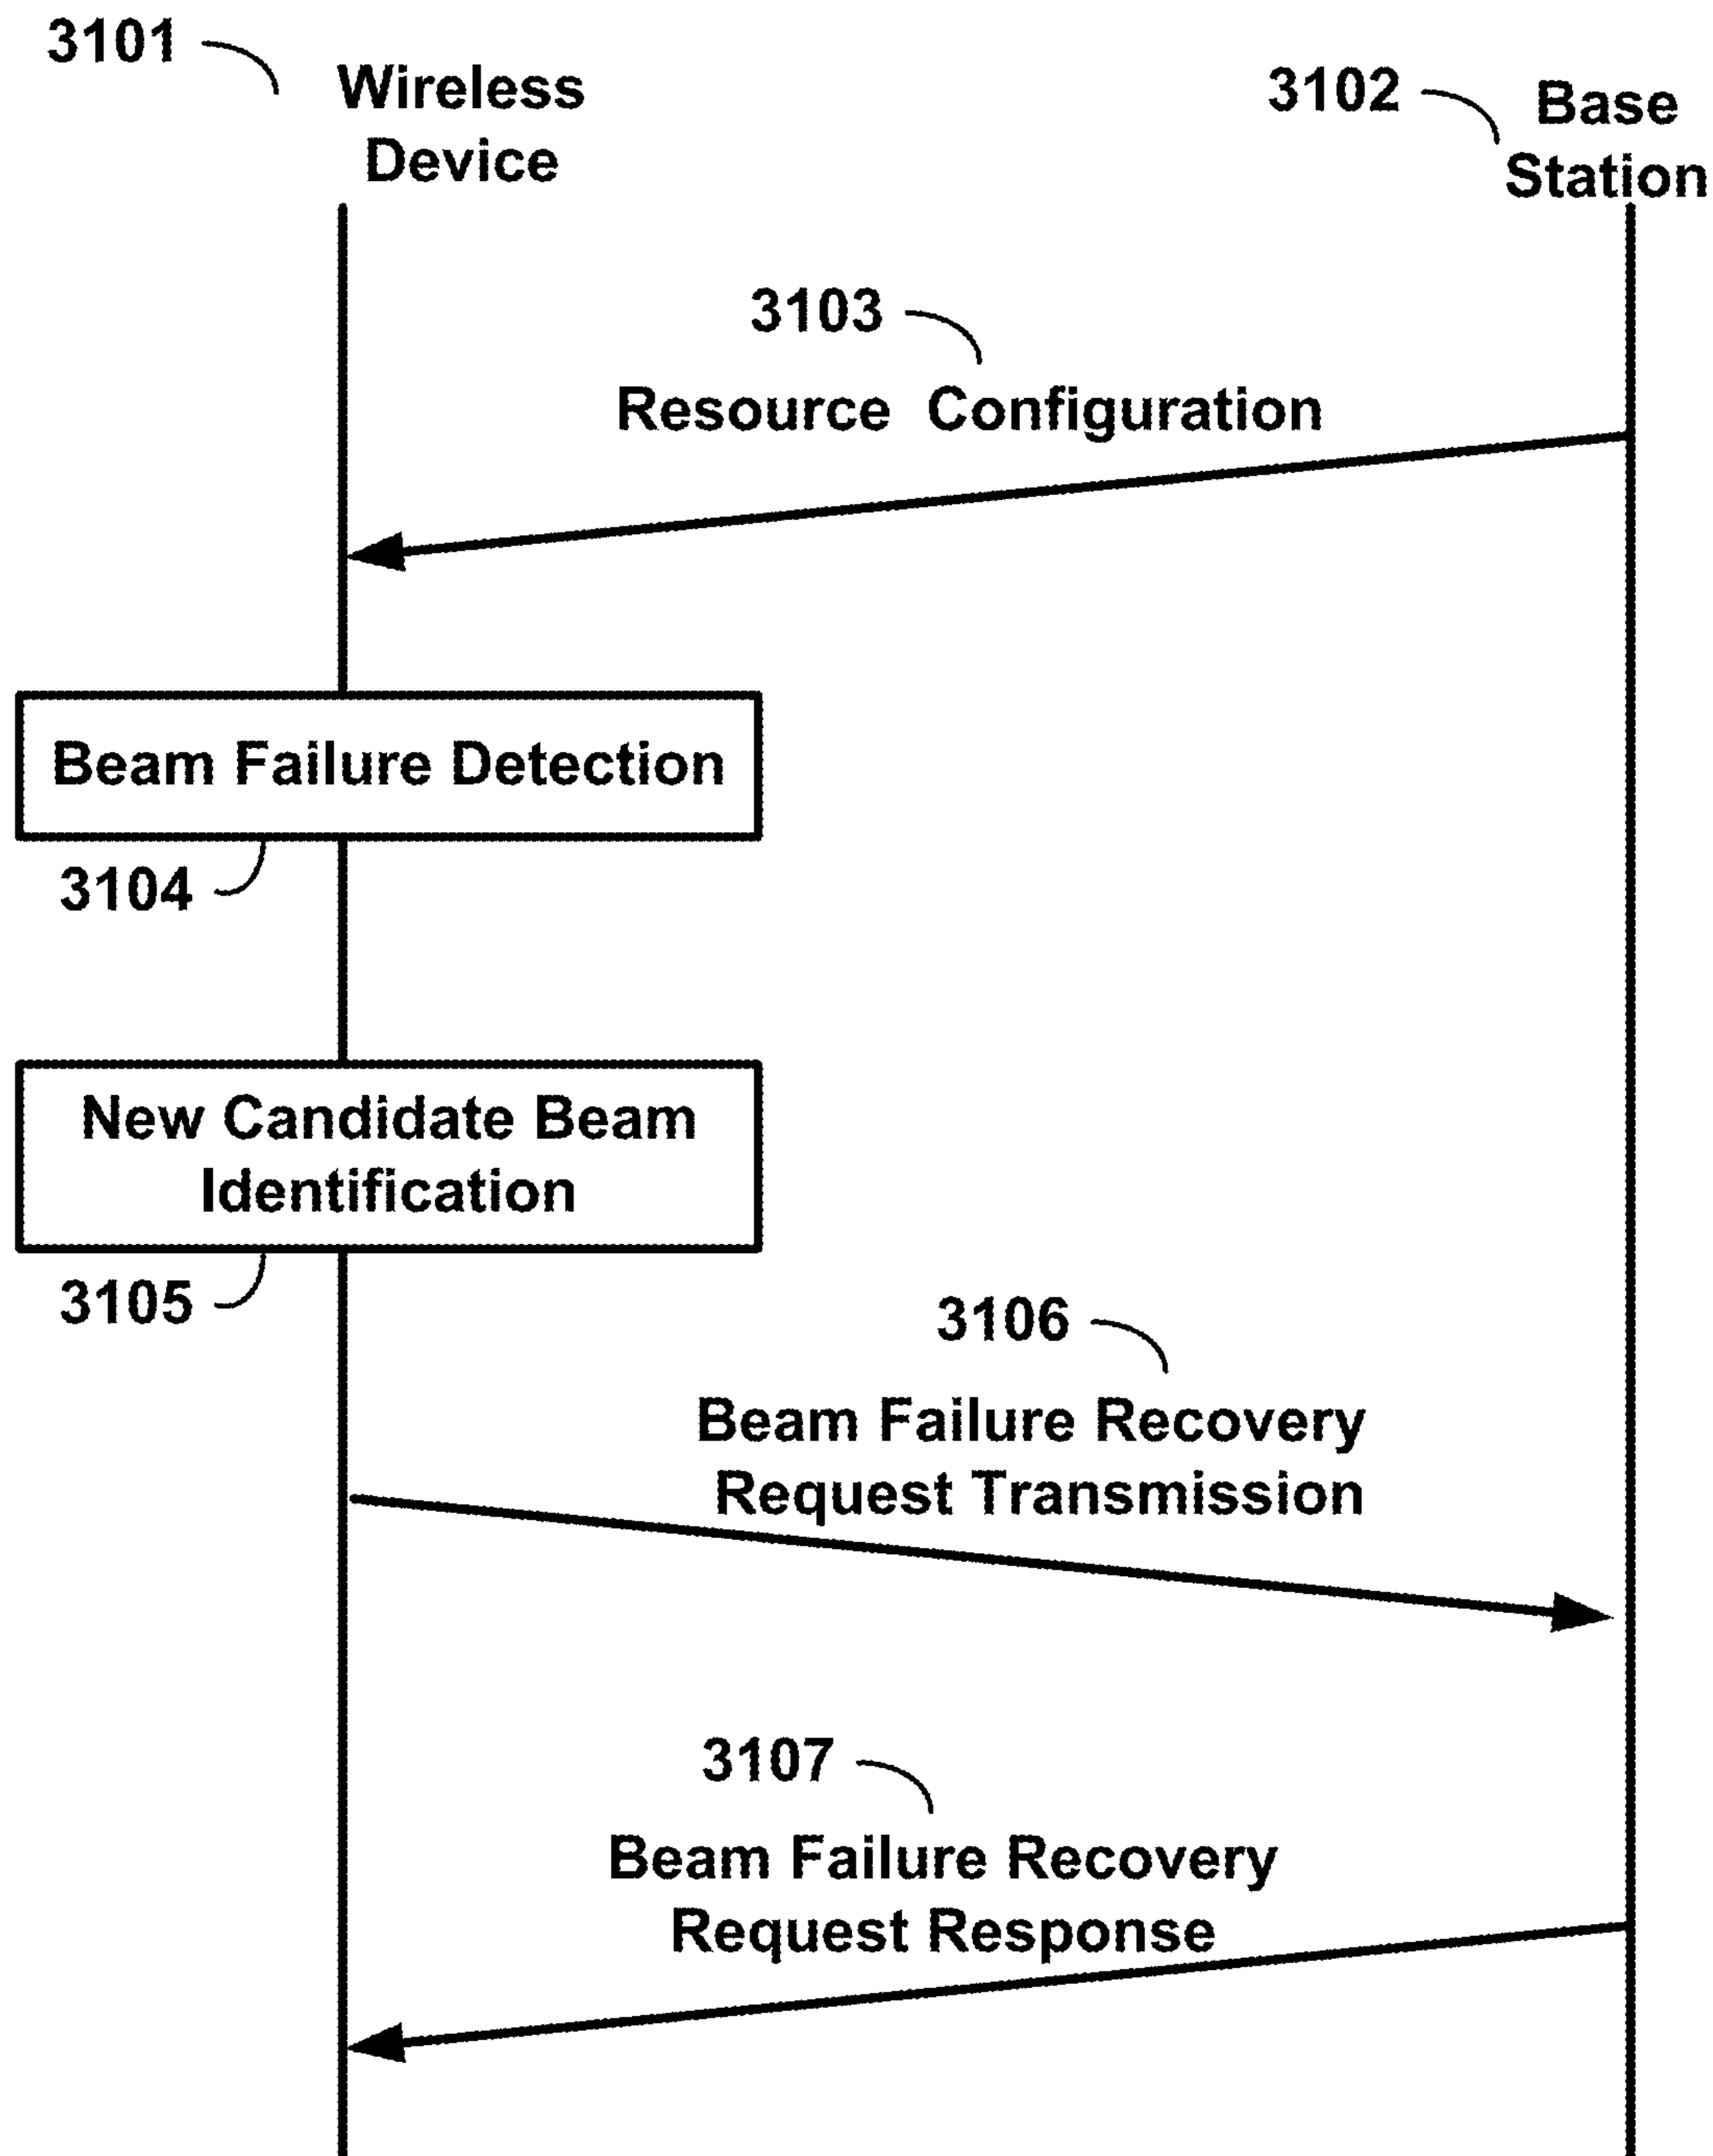 3101
Wireless
Device
3102
Base
Station
3103
Resource Configuration
Beam Failure Detection
3104
New Candidate Beam
Identification
3105
3106
Beam Failure Recovery
Request Transmission
3107
Beam Failure Recovery
Request Response